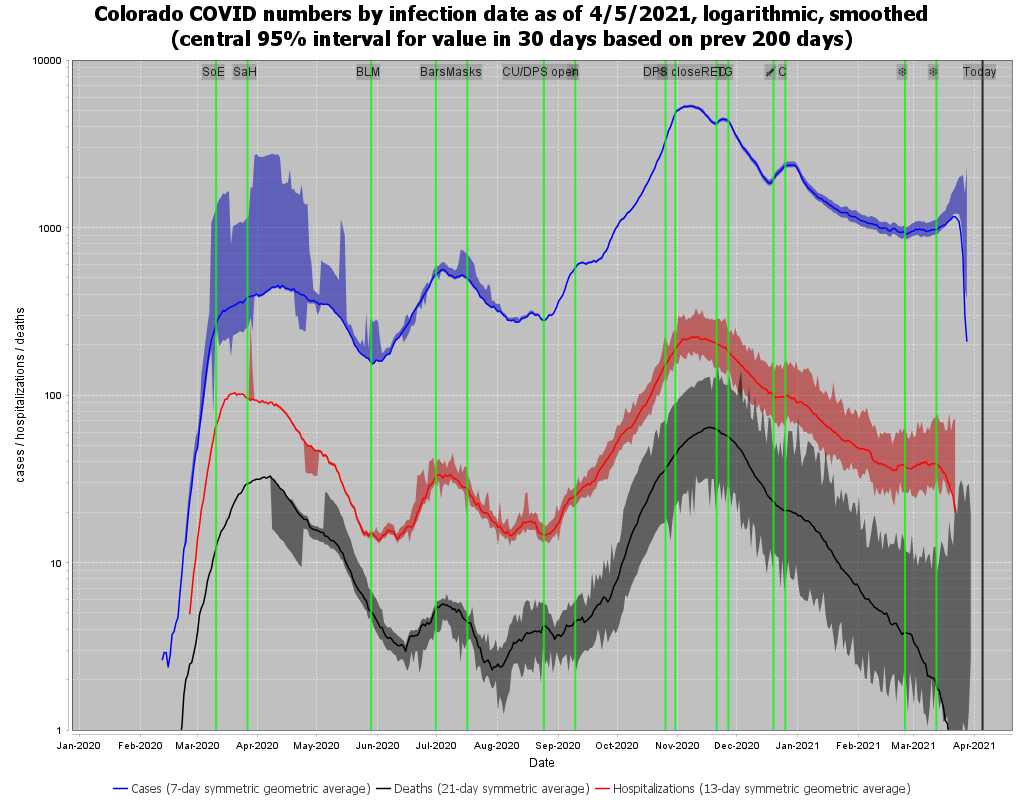 Colorado COVID numbers by infection date as of 4/5/2021, logarithmic, smoothed
(central 95% interval for value in 30 days based on prev 200 days)
SoE SaH BLM Bars Masks CU/DPS open DPS close C Today
cases / hospitalizations / deaths
10000
1000
100
10
1
Jan-2020 Feb-2020 Mar-2020 Apr-2020 May-2020 Jun-2020 Jul-2020 Aug-2020 Sep-2020 Oct-2020 Nov-2020 Dec-2020 Jan-2021 Feb-2021 Mar-2021 Apr-2021
Date
Cases (7-day symmetric geometric average) Deaths (21-day symmetric average) Hospitalizations (13-day symmetric geometric average)